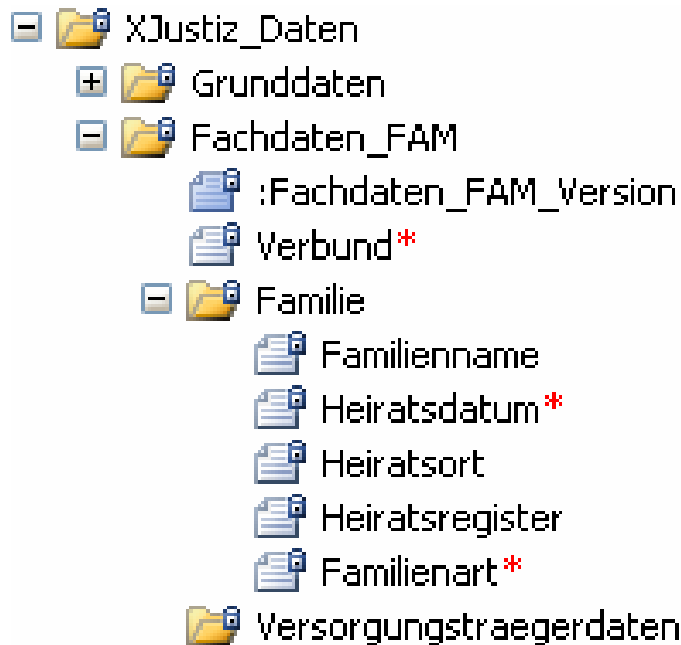 XJustiz_Daten
Grunddaten
Fachdaten_FAM
:Fachdaten_FAM_Version
Verbund*
Familie
Familienname
Heiratsdatum*
Heiratsort
Heiratsregister
Familienart*
Versorgungstraegerdaten